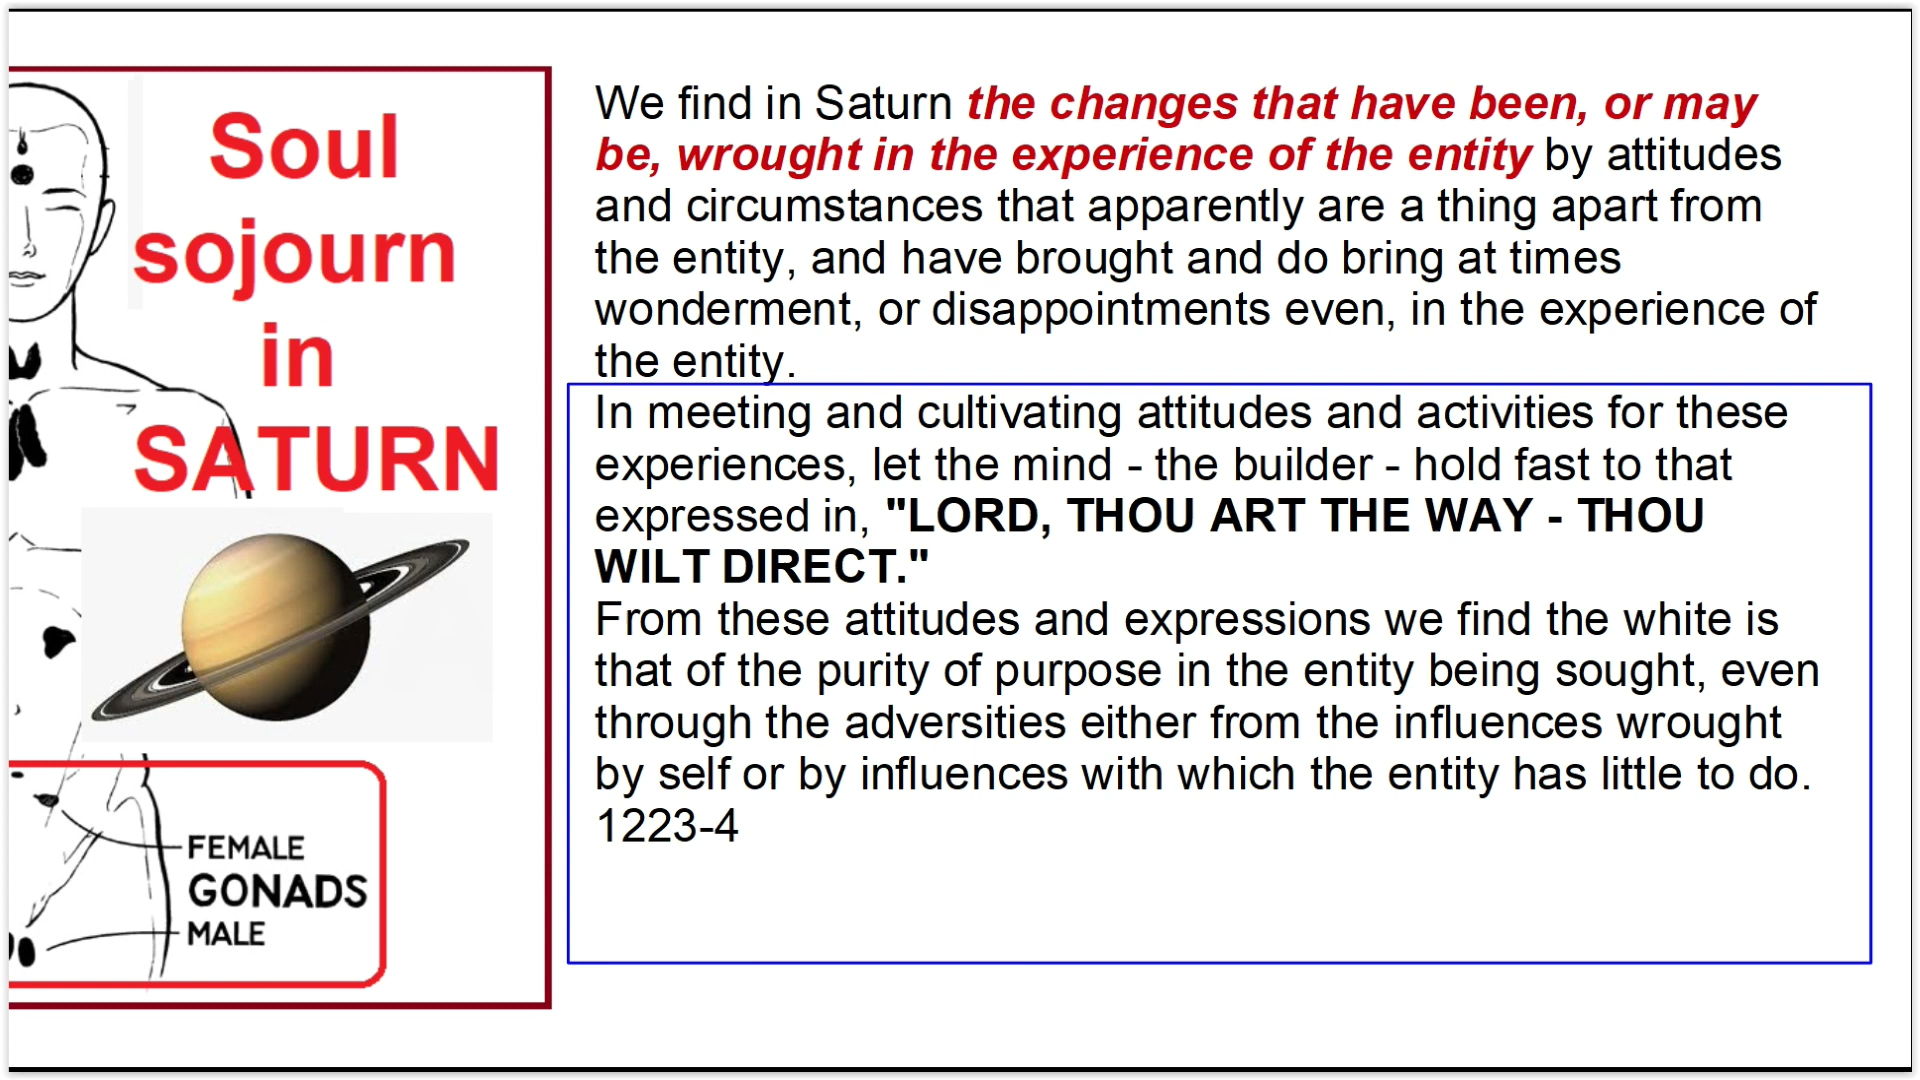 Soul
sojourn
in
SATURN
FEMALE
GONADS
MALE
We find in Saturn the changes that have been, or may
be, wrought in the experience of the entity by attitudes
and circumstances that apparently are a thing apart from
the entity, and have brought and do bring at times
wonderment, or disappointments even, in the experience of
the entity.
In meeting and cultivating attitudes and activities for these
experiences, let the mind - the builder - hold fast to that
expressed in, "LORD, THOU ART THE WAY - THOU
WILT DIRECT."
From these attitudes and expressions we find the white is
that of the purity of purpose in the entity being sought, even
through the adversities either from the influences wrought
by self or by influences with which the entity has little to do.
1223-4